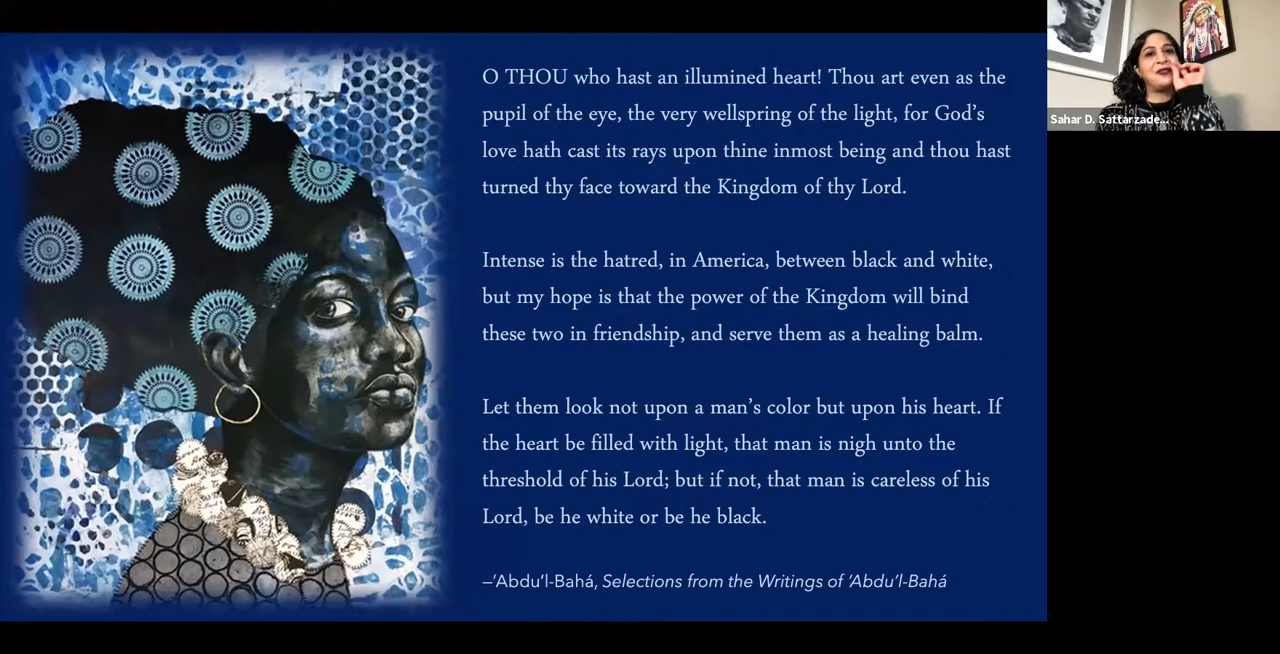 O THOU who hast an illumined heart! Thou art even as the
pupil of the eye, the very wellspring of the light, for God’s
love hath cast its rays upon thine inmost being and thou hast
turned thy face toward the Kingdom of thy Lord.
Intense is the hatred, in America, between black and white,
but my hope is that the power of the Kingdom will bind
these two in friendship, and serve them as a healing balm.
Let them look not upon a man’s color but upon his heart. If
the heart be filled with light, that man is nigh unto the
threshold of his Lord; but if not, that man is careless of his
Lord, be he white or be he black.
—‘Abdu’l-Bahá, Selections from the Writings of ‘Abdu’l-Bahá
Sahar D. Sattarzade...